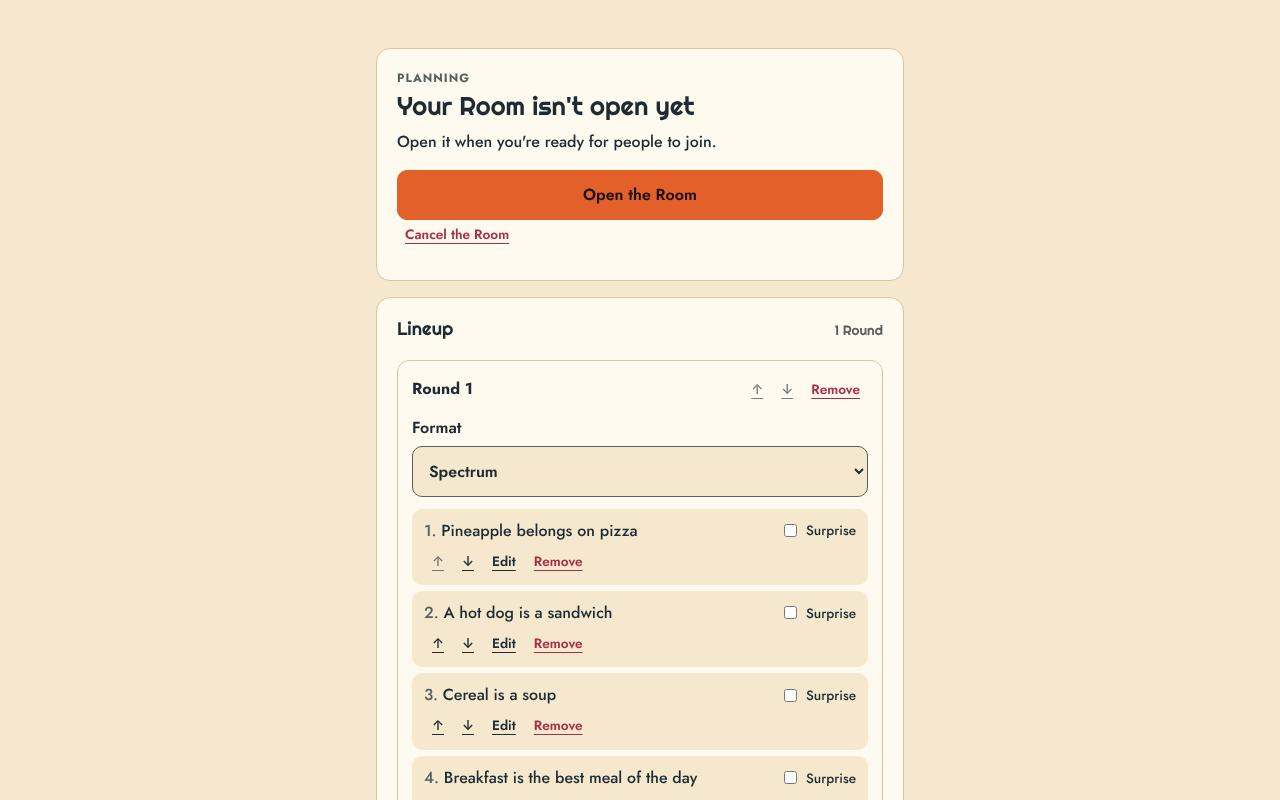 PLANNING
Your Room isn't open yet
Open it when you're ready for people to join.
Open the Room
Cancel the Room
Lineup 1 Round
Round 1 ↑ ↓ Remove
Format
Spectrum
1. Pineapple belongs on pizza Surprise
↑ ↓ Edit Remove
2. A hot dog is a sandwich Surprise
↑ ↓ Edit Remove
3. Cereal is a soup Surprise
↑ ↓ Edit Remove
4. Breakfast is the best meal of the day Surprise